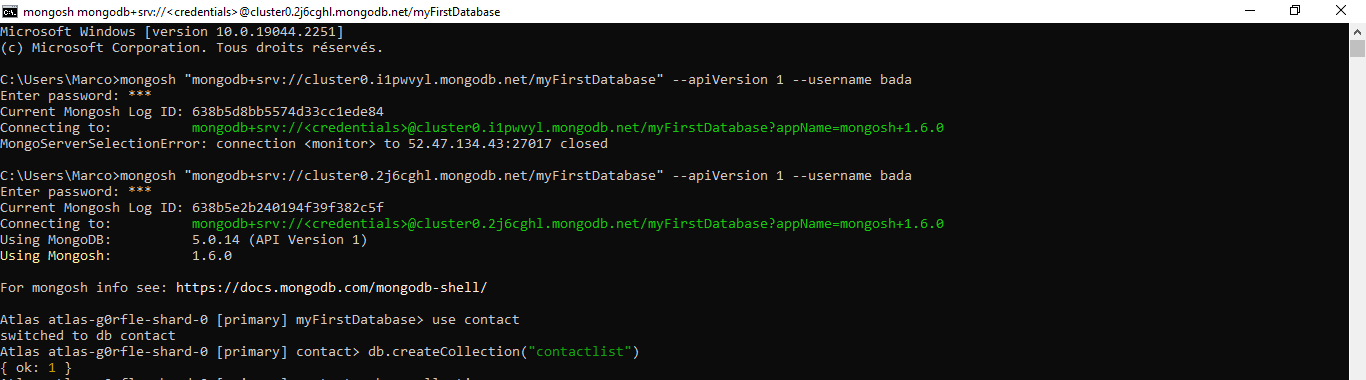 mongosh mongodb+srv://<credentials>@cluster0.2j6cghl.mongodb.net/myFirstDatabase
Microsoft Windows [version 10.0.19044.2251]
(c) Microsoft Corporation. Tous droits réservés.
C:\Users\Marco>mongosh "mongodb+srv://cluster0.i1pwvyl.mongodb.net/myFirstDatabase" --apiVersion 1 --username bada
Enter password: ***
Current Mongosh Log ID: 638b5d8bb5574d33cc1ede84
Connecting to:          mongodb+srv://<credentials>@cluster0.i1pwvyl.mongodb.net/myFirstDatabase?appName=mongosh+1.6.0
MongoServerSelectionError: connection <monitor> to 52.47.134.43:27017 closed
C:\Users\Marco>mongosh "mongodb+srv://cluster0.2j6cghl.mongodb.net/myFirstDatabase" --apiVersion 1 --username bada
Enter password: ***
Current Mongosh Log ID: 638b5e2b240194f39f382c5f
Connecting to:          mongodb+srv://<credentials>@cluster0.2j6cghl.mongodb.net/myFirstDatabase?appName=mongosh+1.6.0
Using MongoDB:          5.0.14 (API Version 1)
Using Mongosh:          1.6.0
For mongosh info see: https://docs.mongodb.com/mongodb-shell/
Atlas atlas-g0rfle-shard-0 [primary] myFirstDatabase> use contact
switched to db contact
Atlas atlas-g0rfle-shard-0 [primary] contact> db.createCollection("contactlist")
{ ok: 1 }